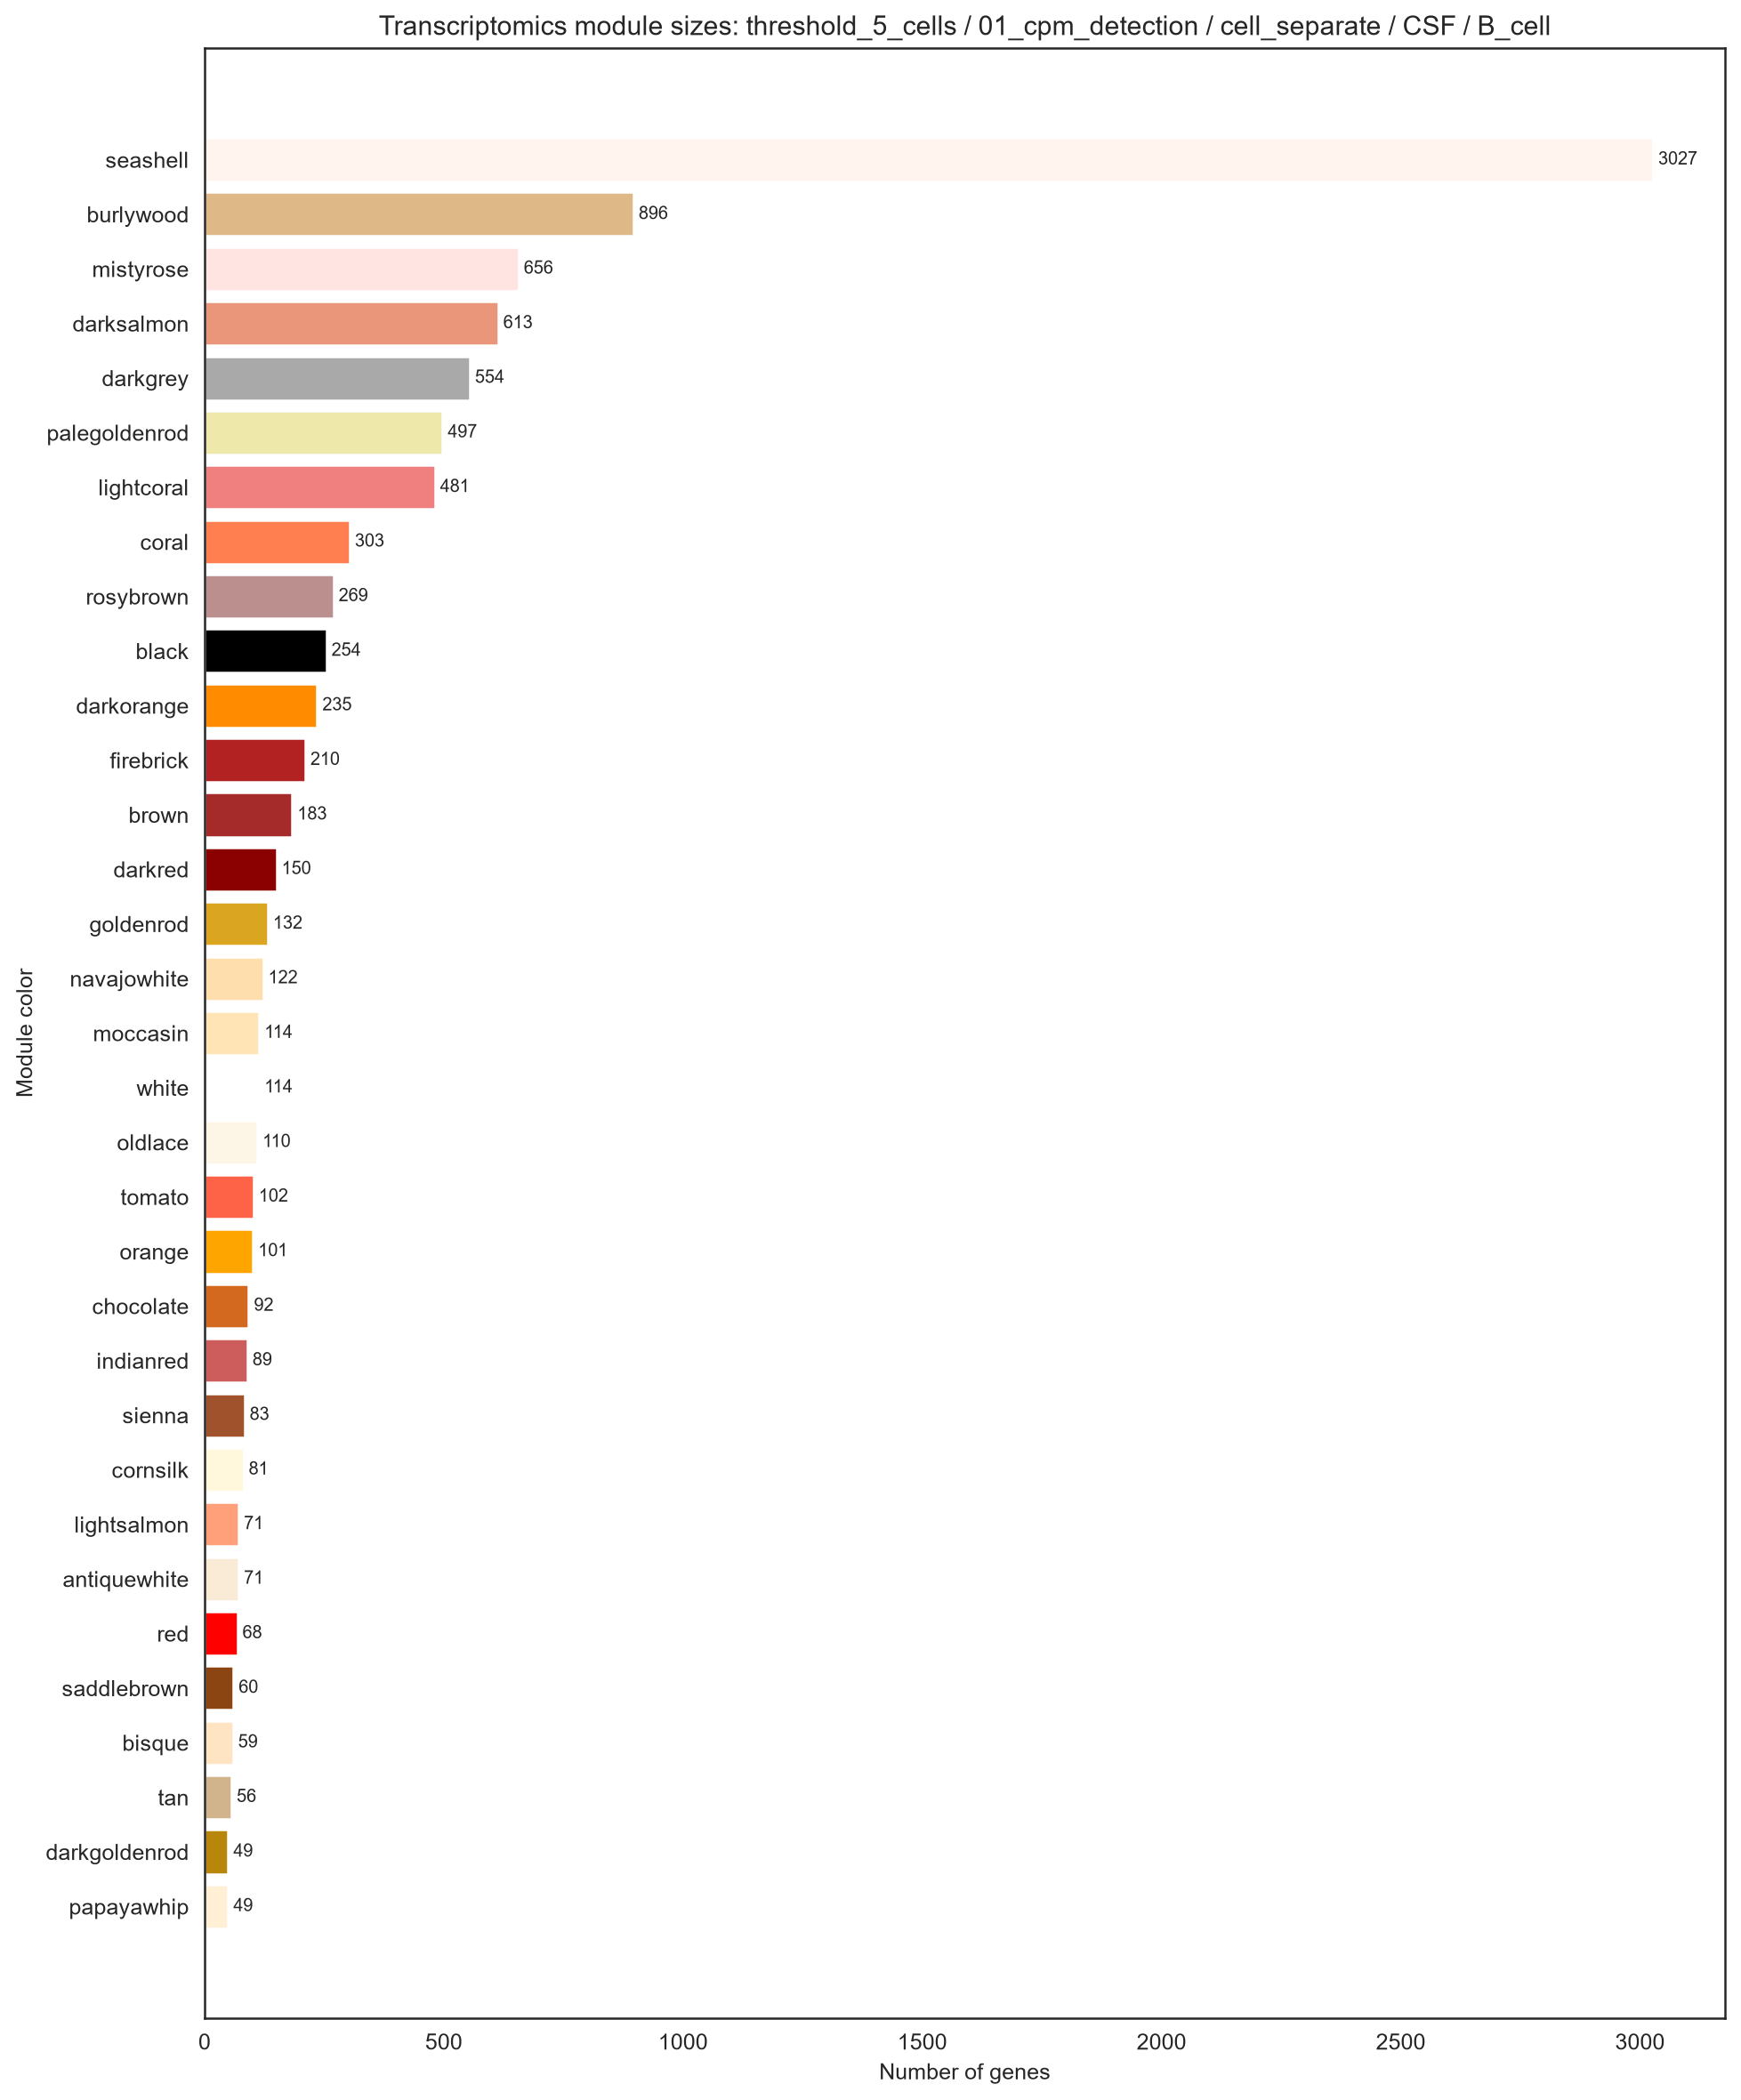 Transcriptomics module sizes: threshold_5_cells / 01_cpm_detection / cell_separate / CSF / B_cell
seashell 3027
burlywood 896
mistyrose 656
darksalmon 613
darkgrey 554
palegoldenrod 497
lightcoral 481
coral 303
rosybrown 269
black 254
darkorange 235
firebrick 210
brown 183
darkred 150
goldenrod 132
navajowhite 122
moccasin 114
white 114
oldlace 110
tomato 102
orange 101
chocolate 92
indianred 89
sienna 83
cornsilk 81
lightsalmon 71
antiquewhite 71
red 68
saddlebrown 60
bisque 59
tan 56
darkgoldenrod 49
papayawhip 49
Module color
0 500 1000 1500 2000 2500 3000
Number of genes